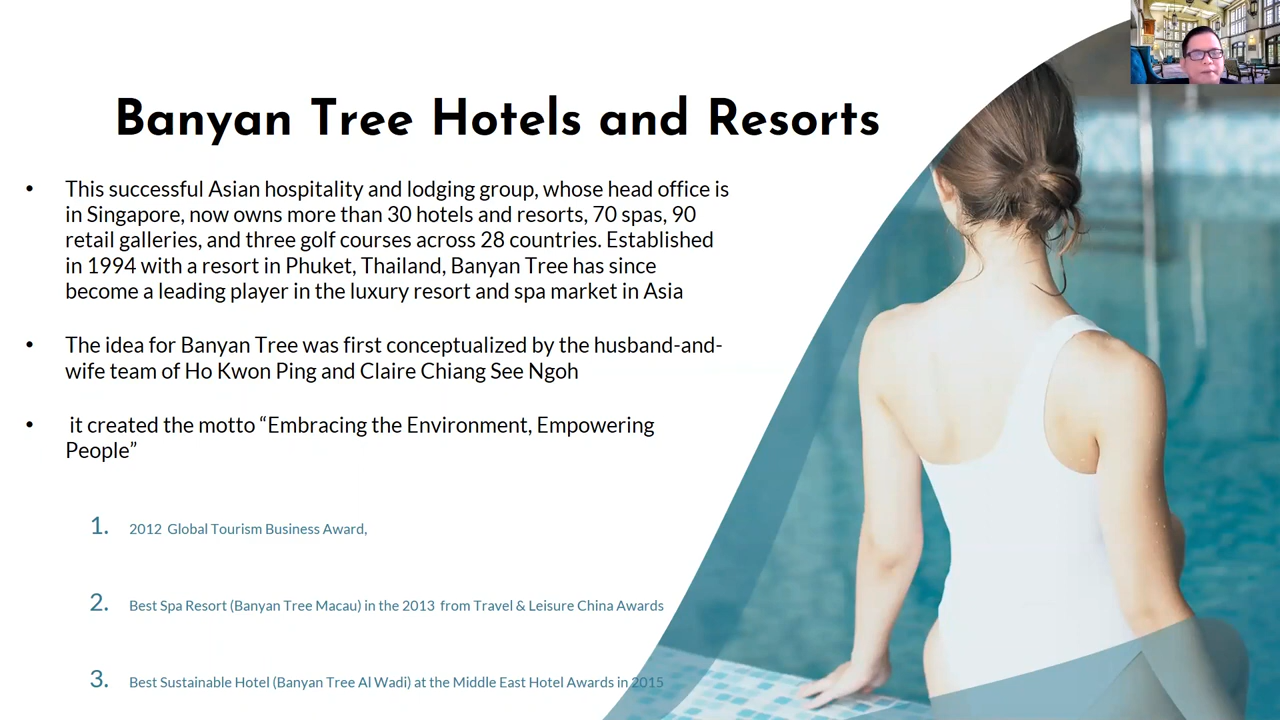 Banyan Tree Hotels and Resorts
• This successful Asian hospitality and lodging group, whose head office is
in Singapore, now owns more than 30 hotels and resorts, 70 spas, 90
retail galleries, and three golf courses across 28 countries. Established
in 1994 with a resort in Phuket, Thailand, Banyan Tree has since
become a leading player in the luxury resort and spa market in Asia
• The idea for Banyan Tree was first conceptualized by the husband-and-
wife team of Ho Kwon Ping and Claire Chiang See Ngoh
• it created the motto “Embracing the Environment, Empowering
People”
1. 2012 Global Tourism Business Award,
2. Best Spa Resort (Banyan Tree Macau) in the 2013 from Travel & Leisure China Awards
3. Best Sustainable Hotel (Banyan Tree Al Wadi) at the Middle East Hotel Awards in 2015